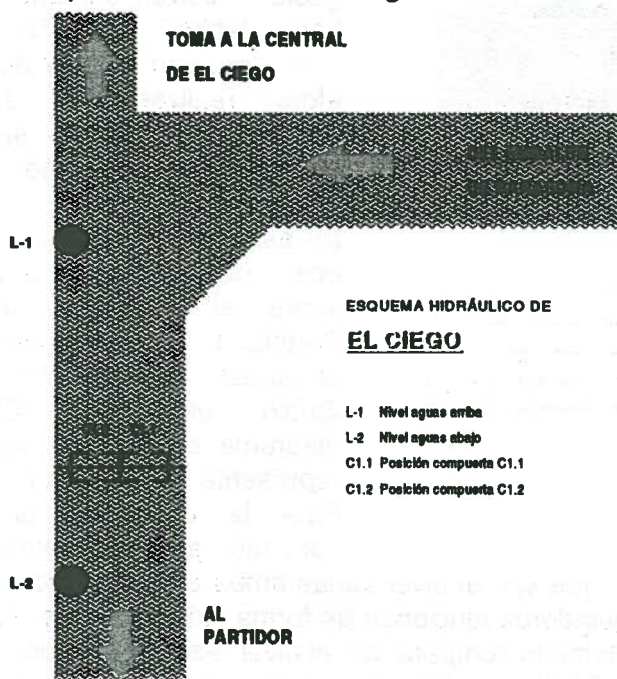 TOMA A LA CENTRAL
DE EL CIEGO
L-1
ESQUEMA HIDRÁULICO DE
EL CIEGO
L-1 Nivel aguas arriba
L-2 Nivel aguas abajo
C1.1 Posición compuerta C1.1
C1.2 Posición compuerta C1.2
L-2
AL
PARTIDOR